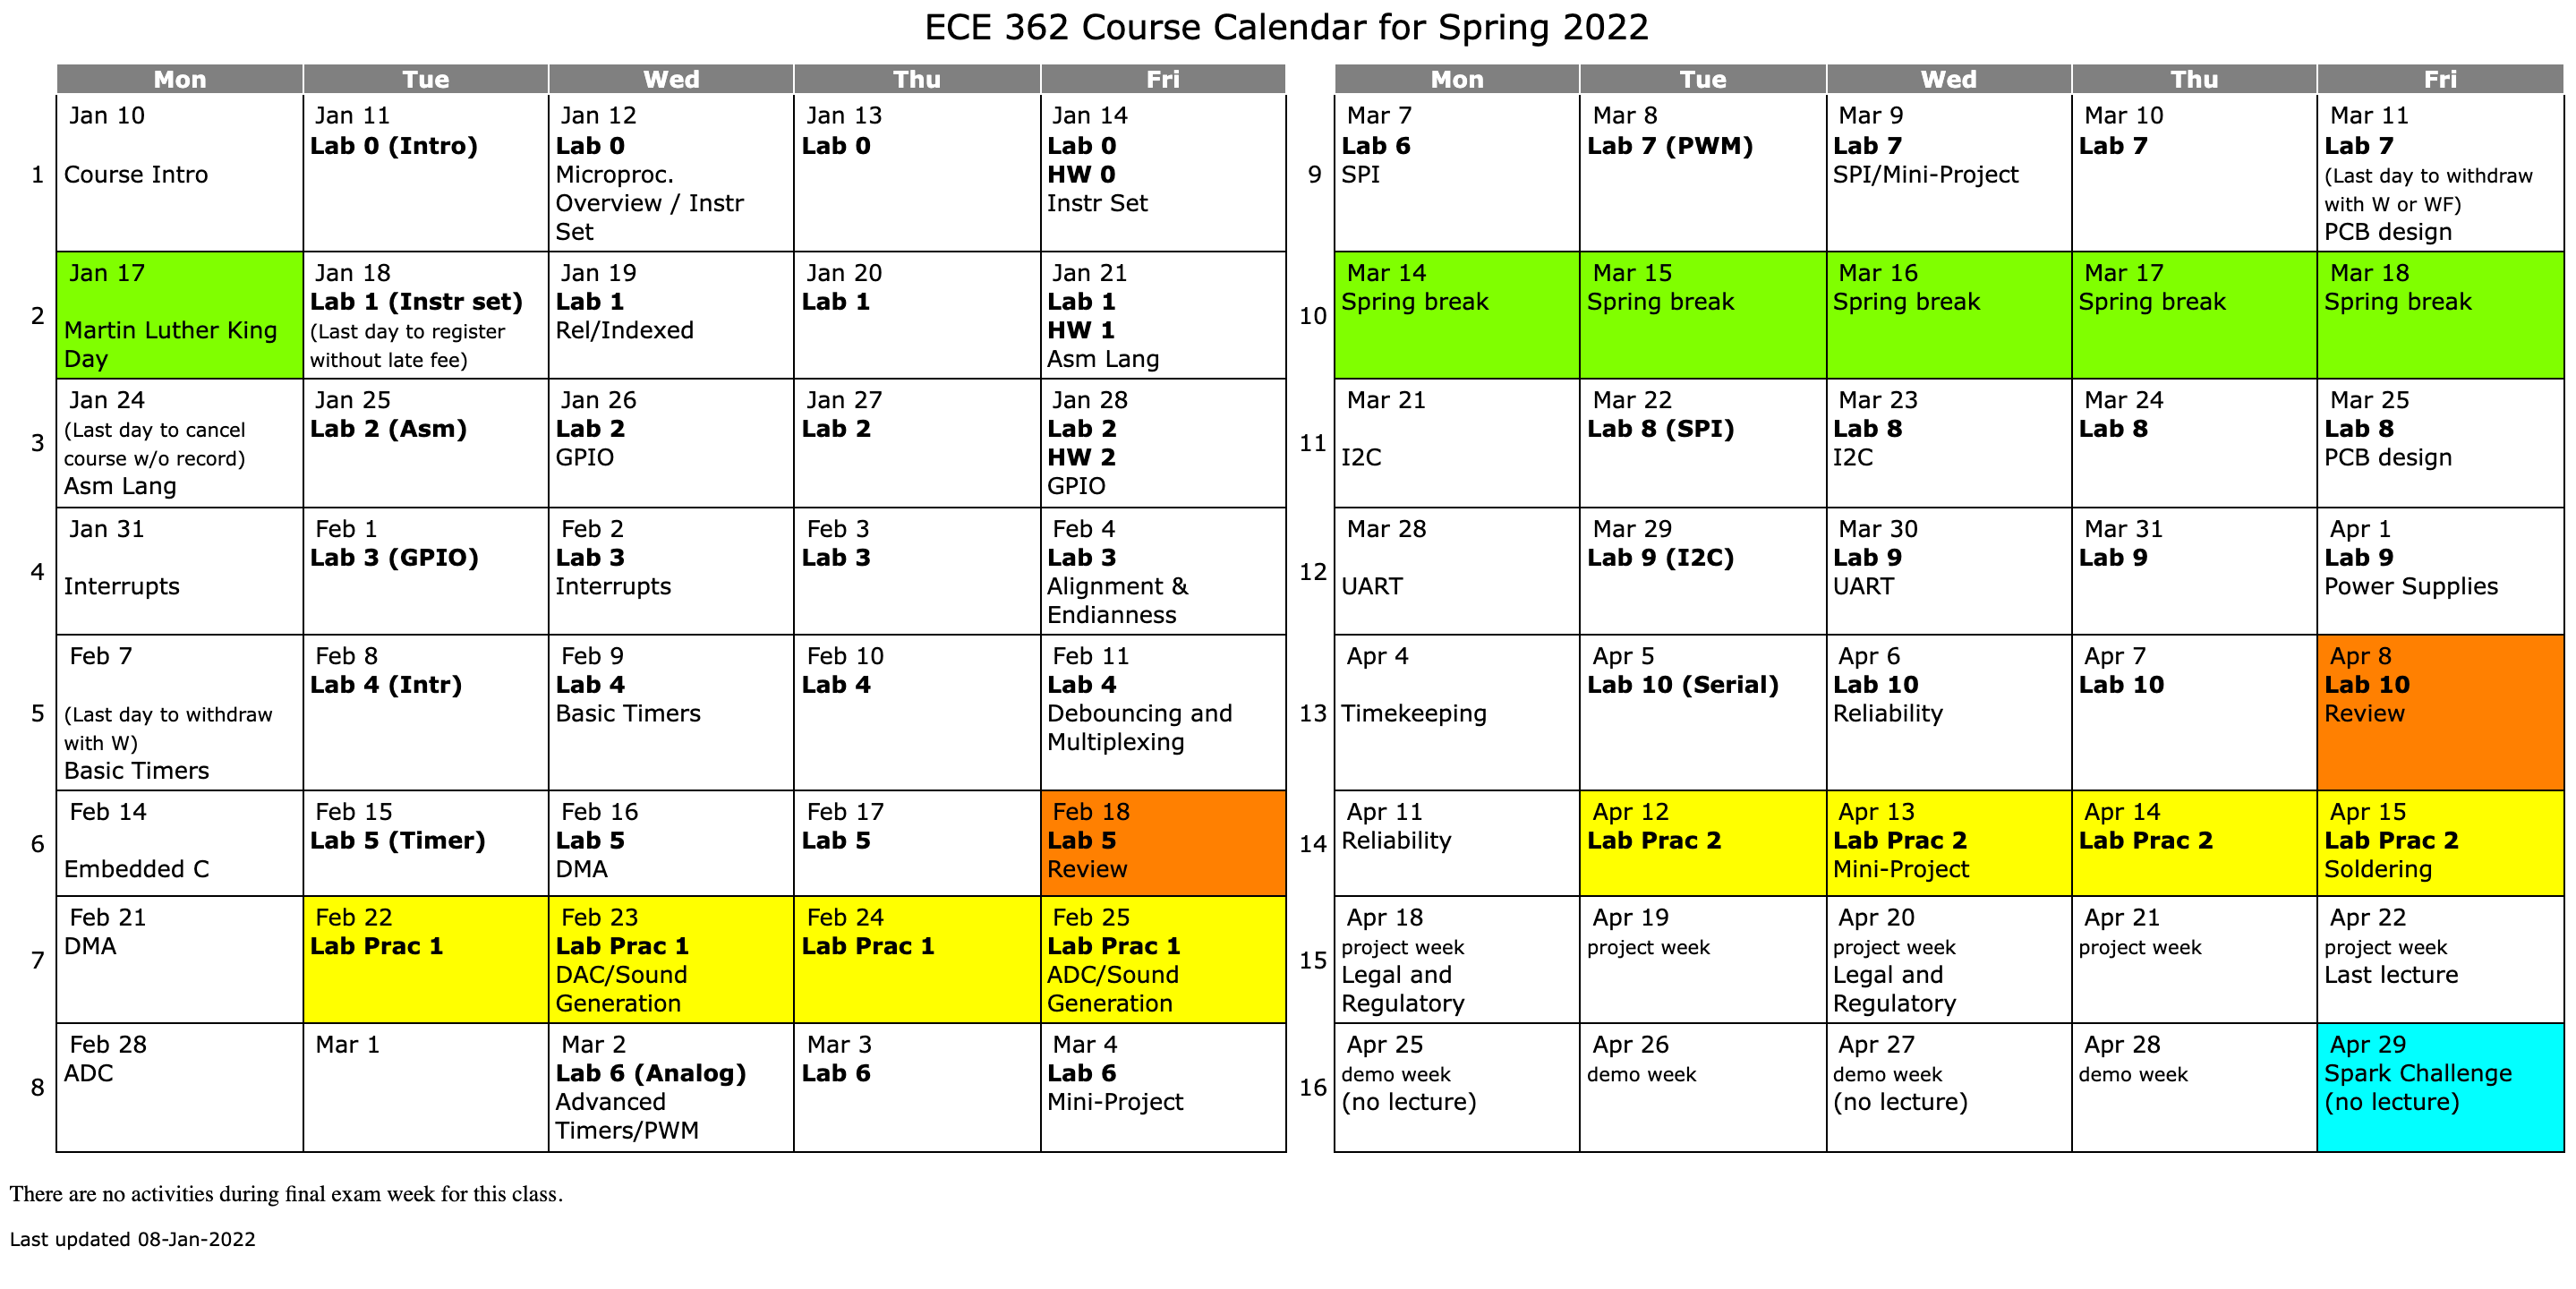 ECE 362 Course Calendar for Spring 2022
Mon Tue Wed Thu Fri
1
Jan 10
Course Intro
Jan 11
Lab 0 (Intro)
Jan 12
Lab 0
Microproc.
Overview / Instr
Set
Jan 13
Lab 0
Jan 14
Lab 0
HW 0
Instr Set
2
Jan 17
Martin Luther King
Day
Jan 18
Lab 1 (Instr set)
(Last day to register
without late fee)
Jan 19
Lab 1
Rel/Indexed
Jan 20
Lab 1
Jan 21
Lab 1
HW 1
Asm Lang
3
Jan 24
(Last day to cancel
course w/o record)
Asm Lang
Jan 25
Lab 2 (Asm)
Jan 26
Lab 2
GPIO
Jan 27
Lab 2
Jan 28
Lab 2
HW 2
GPIO
4
Jan 31
Interrupts
Feb 1
Lab 3 (GPIO)
Feb 2
Lab 3
Interrupts
Feb 3
Lab 3
Feb 4
Lab 3
Alignment &
Endianness
5
Feb 7
(Last day to withdraw
with W)
Basic Timers
Feb 8
Lab 4 (Intr)
Feb 9
Lab 4
Basic Timers
Feb 10
Lab 4
Feb 11
Lab 4
Debouncing and
Multiplexing
6
Feb 14
Embedded C
Feb 15
Lab 5 (Timer)
Feb 16
Lab 5
DMA
Feb 17
Lab 5
Feb 18
Lab 5
Review
7
Feb 21
DMA
Feb 22
Lab Prac 1
Feb 23
Lab Prac 1
DAC/Sound
Generation
Feb 24
Lab Prac 1
Feb 25
Lab Prac 1
ADC/Sound
Generation
8
Feb 28
ADC
Mar 1
Mar 2
Lab 6 (Analog)
Advanced
Timers/PWM
Mar 3
Lab 6
Mar 4
Lab 6
Mini-Project
Mon Tue Wed Thu Fri
9
Mar 7
Lab 6
SPI
Mar 8
Lab 7 (PWM)
Mar 9
Lab 7
SPI/Mini-Project
Mar 10
Lab 7
Mar 11
Lab 7
(Last day to withdraw
with W or WF)
PCB design
10
Mar 14
Spring break
Mar 15
Spring break
Mar 16
Spring break
Mar 17
Spring break
Mar 18
Spring break
11
Mar 21
I2C
Mar 22
Lab 8 (SPI)
Mar 23
Lab 8
I2C
Mar 24
Lab 8
Mar 25
Lab 8
PCB design
12
Mar 28
UART
Mar 29
Lab 9 (I2C)
Mar 30
Lab 9
UART
Mar 31
Lab 9
Apr 1
Lab 9
Power Supplies
13
Apr 4
Timekeeping
Apr 5
Lab 10 (Serial)
Apr 6
Lab 10
Reliability
Apr 7
Lab 10
Apr 8
Lab 10
Review
14
Apr 11
Reliability
Apr 12
Lab Prac 2
Apr 13
Lab Prac 2
Mini-Project
Apr 14
Lab Prac 2
Apr 15
Lab Prac 2
Soldering
15
Apr 18
project week
Legal and
Regulatory
Apr 19
project week
Apr 20
project week
Legal and
Regulatory
Apr 21
project week
Apr 22
project week
Last lecture
16
Apr 25
demo week
(no lecture)
Apr 26
demo week
Apr 27
demo week
(no lecture)
Apr 28
demo week
Apr 29
Spark Challenge
(no lecture)
There are no activities during final exam week for this class.
Last updated 08-Jan-2022